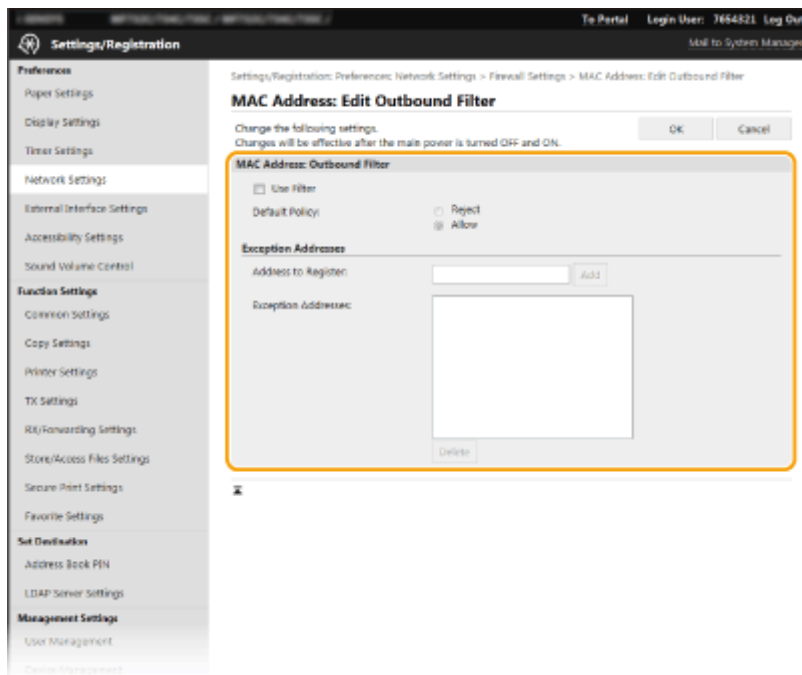 To Portal Login User: 7654321 Log Ou
Settings/Registration
Mail to System Manage
Preferences
Paper Settings
Display Settings
Timer Settings
Network Settings
External Interface Settings
Accessibility Settings
Sound Volume Control
Function Settings
Common Settings
Copy Settings
Printer Settings
TX Settings
RX/Forwarding Settings
Store/Access Files Settings
Secure Print Settings
Favorite Settings
Set Destination
Address Book PIN
LDAP Server Settings
Management Settings
User Management
Device Management
Settings/Registration: Preferences: Network Settings > Firewall Settings > MAC Address: Edit Outbound Filter
MAC Address: Edit Outbound Filter
Change the following settings.
Changes will be effective after the main power is turned OFF and ON.
OK Cancel
MAC Address: Outbound Filter
Use Filter
Default Policy: Reject
Allow
Exception Addresses
Address to Register: Add
Exception Addresses:
Delete